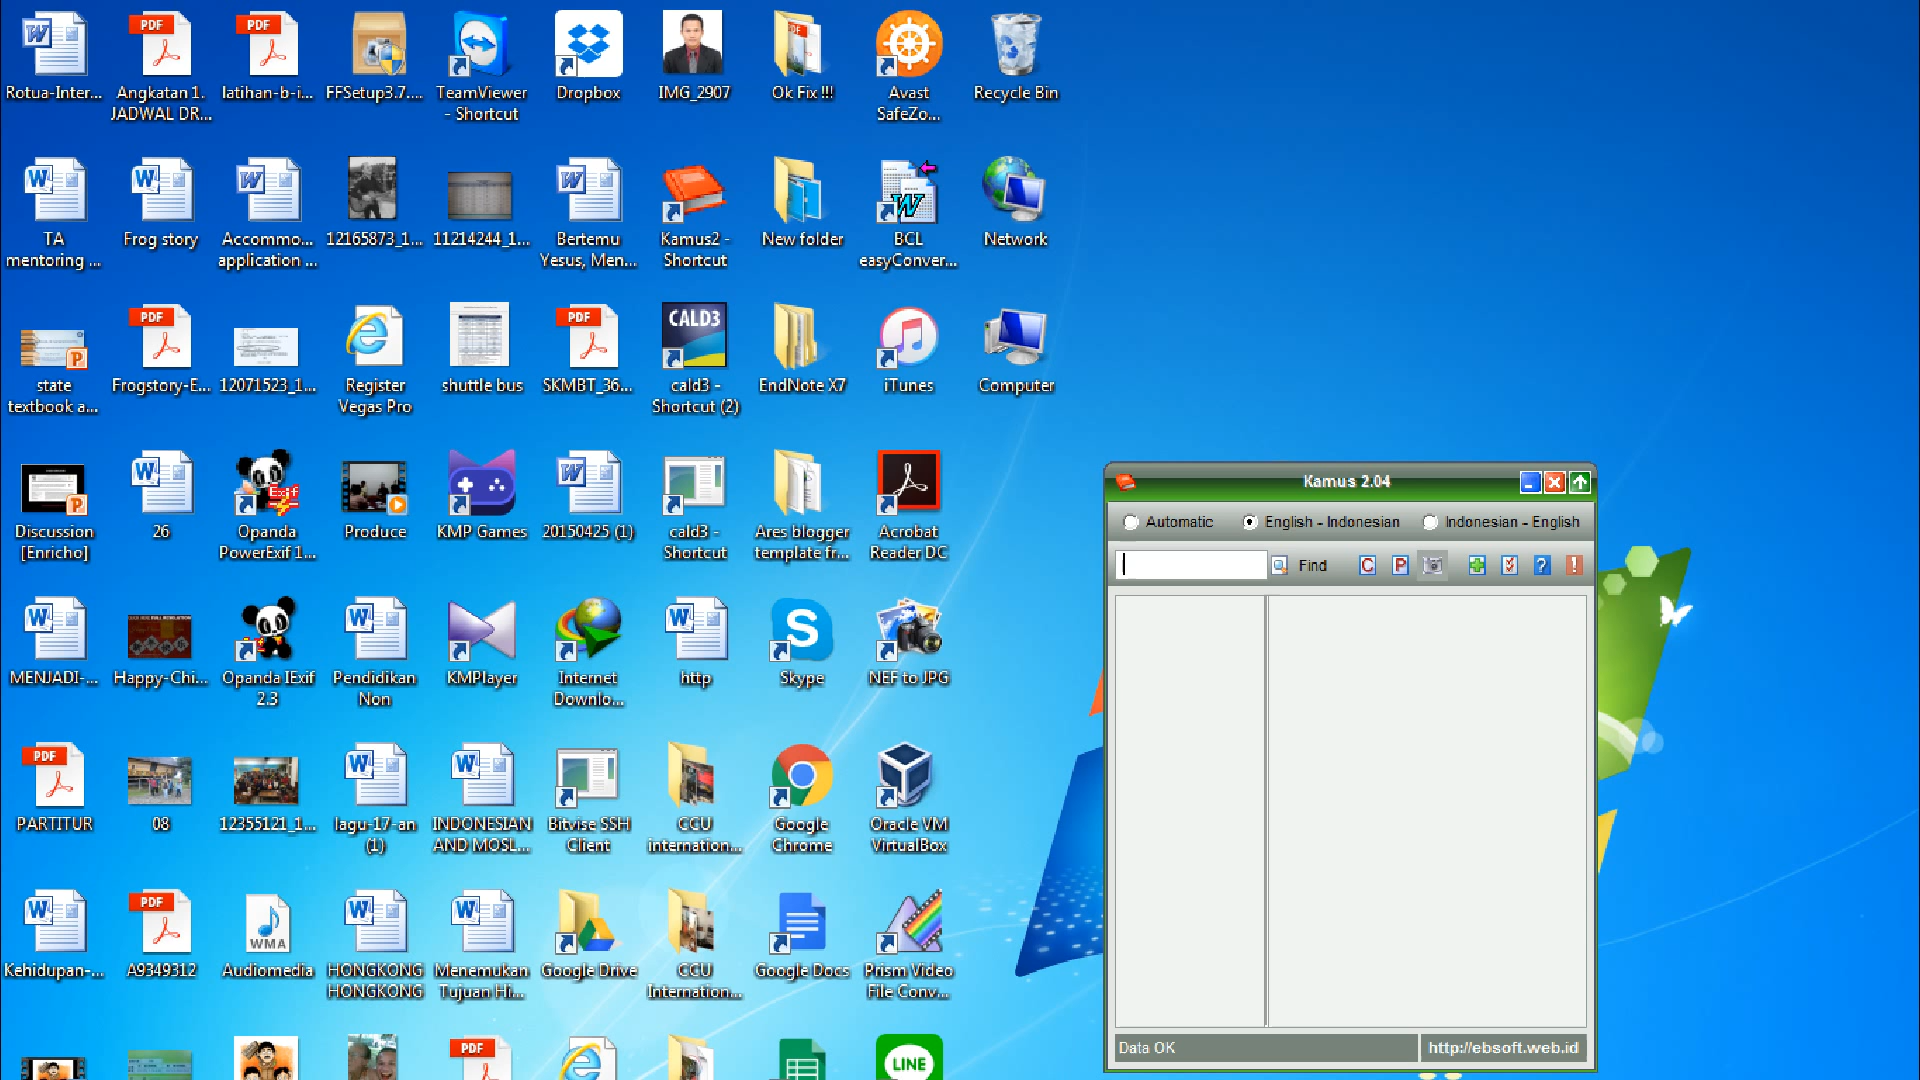 Rotua-Inter...
Angkatan 1.
JADWAL DR...
latihan-b-i...
FFSetup3.7....
TeamViewer
- Shortcut
Dropbox
IMG_2907
Ok Fix !!!
Avast
SafeZo...
Recycle Bin
TA
mentoring ...
Frog story
Accommo...
application ...
12165873_1...
11214244_1...
Bertemu
Yesus, Men...
Kamus2 -
Shortcut
New folder
BCL
easyConver...
Network
state
textbook a...
Frogstory-E...
12071523_1...
Register
Vegas Pro
shuttle bus
SKMBT_36...
CALD3
cald3 -
Shortcut (2)
EndNote X7
iTunes
Computer
Discussion
[Enricho]
26
Exif
Opanda
PowerExif 1...
Produce
KMP Games
20150425 (1)
cald3 -
Shortcut
Ares blogger
template fr...
Acrobat
Reader DC
MENJADI-...
Happy-Chi...
Opanda IExif
2.3
Pendidikan
Non
KMPlayer
Internet
Downlo...
http
Skype
NEF to JPG
PARTITUR
08
12355121_1...
lagu-17-an
(1)
INDONESIAN
AND MOSL...
Bitvise SSH
Client
CCU
internation...
Google
Chrome
Oracle VM
VirtualBox
Kehidupan-...
A9349312
WMA
Audiomedia
HONGKONG
HONGKONG
Menemukan
Tujuan Hi...
Google Drive
CCU
Internation...
Google Docs
Prism Video
File Conv...
PDF
LINE
Kamus 2.04
Automatic
English - Indonesian
Indonesian - English
Find
Data OK
http://ebsoft.web.id